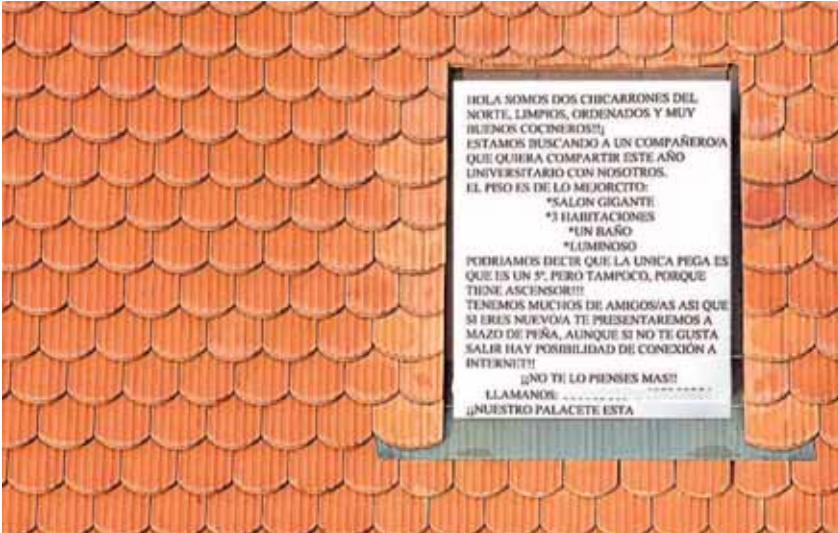 HOLA SOMOS DOS CHICARRONES DEL
NORTE, LIMPIOS, ORDENADOS Y MUY
BUENOS COCINEROS!!¡
ESTAMOS BUSCANDO A UN COMPAÑERO/A
QUE QUIERA COMPARTIR ESTE AÑO
UNIVERSITARIO CON NOSOTROS.
EL PISO ES DE LO MEJORCITO:
*SALON GIGANTE
*3 HABITACIONES
*UN BAÑO
*LUMINOSO
PODRIAMOS DECIR QUE LA UNICA PEGA ES
QUE ES UN 5º, PERO TAMPOCO, PORQUE
TIENE ASCENSOR!!!
TENEMOS MUCHOS DE AMIGOS/AS ASI QUE
SI ERES NUEVO/A TE PRESENTAREMOS A
MAZO DE PEÑA, AUNQUE SI NO TE GUSTA
SALIR HAY POSIBILIDAD DE CONEXIÓN A
INTERNET!!
¡¡NO TE LO PIENSES MAS!!
LLAMANOS:
¡¡NUESTRO PALACETE ESTA